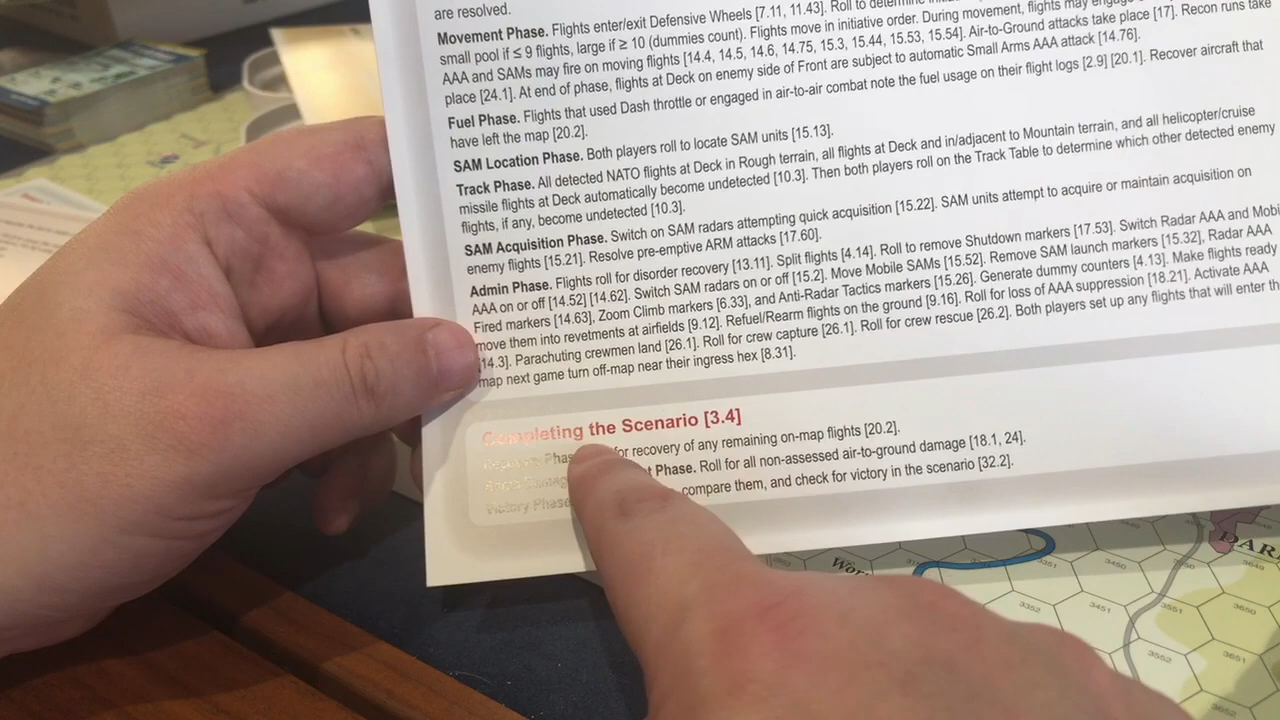 are resolved.
Movement Phase. Flights enter/exit Defensive Wheels [7.11, 11.43]. Roll to determine
small pool if ≤ 9 flights, large if ≥ 10 (dummies count). Flights move in initiative order. During movement, flights may engage
AAA and SAMs may fire on moving flights [14.4, 14.5, 14.6, 14.75, 15.3, 15.44, 15.53, 15.54]. Air-to-Ground attacks take place [17]. Recon runs take
place [24.1]. At end of phase, flights at Deck on enemy side of Front are subject to automatic Small Arms AAA attack [14.76].
Fuel Phase. Flights that used Dash throttle or engaged in air-to-air combat note the fuel usage on their flight logs [2.9] [20.1]. Recover aircraft that
have left the map [20.2].
SAM Location Phase. Both players roll to locate SAM units [15.13].
Track Phase. All detected NATO flights at Deck in Rough terrain, all flights at Deck and in/adjacent to Mountain terrain, and all helicopter/cruise
missile flights at Deck automatically become undetected [10.3]. Then both players roll on the Track Table to determine which other detected enemy
flights, if any, become undetected [10.3].
SAM Acquisition Phase. Switch on SAM radars attempting quick acquisition [15.22]. SAM units attempt to acquire or maintain acquisition on
enemy flights [15.21]. Resolve pre-emptive ARM attacks [17.60].
Admin Phase. Flights roll for disorder recovery [13.11]. Split flights [4.14]. Roll to remove Shutdown markers [17.53]. Switch Radar AAA and Mobi
AAA on or off [14.52] [14.62]. Switch SAM radars on or off [15.2]. Move Mobile SAMs [15.52]. Remove SAM launch markers [15.32], Radar AAA
Fired markers [14.63], Zoom Climb markers [6.33], and Anti-Radar Tactics markers [15.26]. Generate dummy counters [4.13]. Make flights ready
move them into revetments at airfields [9.12]. Refuel/Rearm flights on the ground [9.16]. Roll for loss of AAA suppression [18.21]. Activate AAA
[14.3]. Parachuting crewmen land [26.1]. Roll for crew capture [26.1]. Roll for crew rescue [26.2]. Both players set up any flights that will enter th
map next game turn off-map near their ingress hex [8.31].
Completing the Scenario [3.4]
Phas for recovery of any remaining on-map flights [20.2].
t Phase. Roll for all non-assessed air-to-ground damage [18.1, 24].
Victory Phase compare them, and check for victory in the scenario [32.2].
Wor
DAR
3351
3450
3549
3352
3451
3551
3650
3552
3651
3652